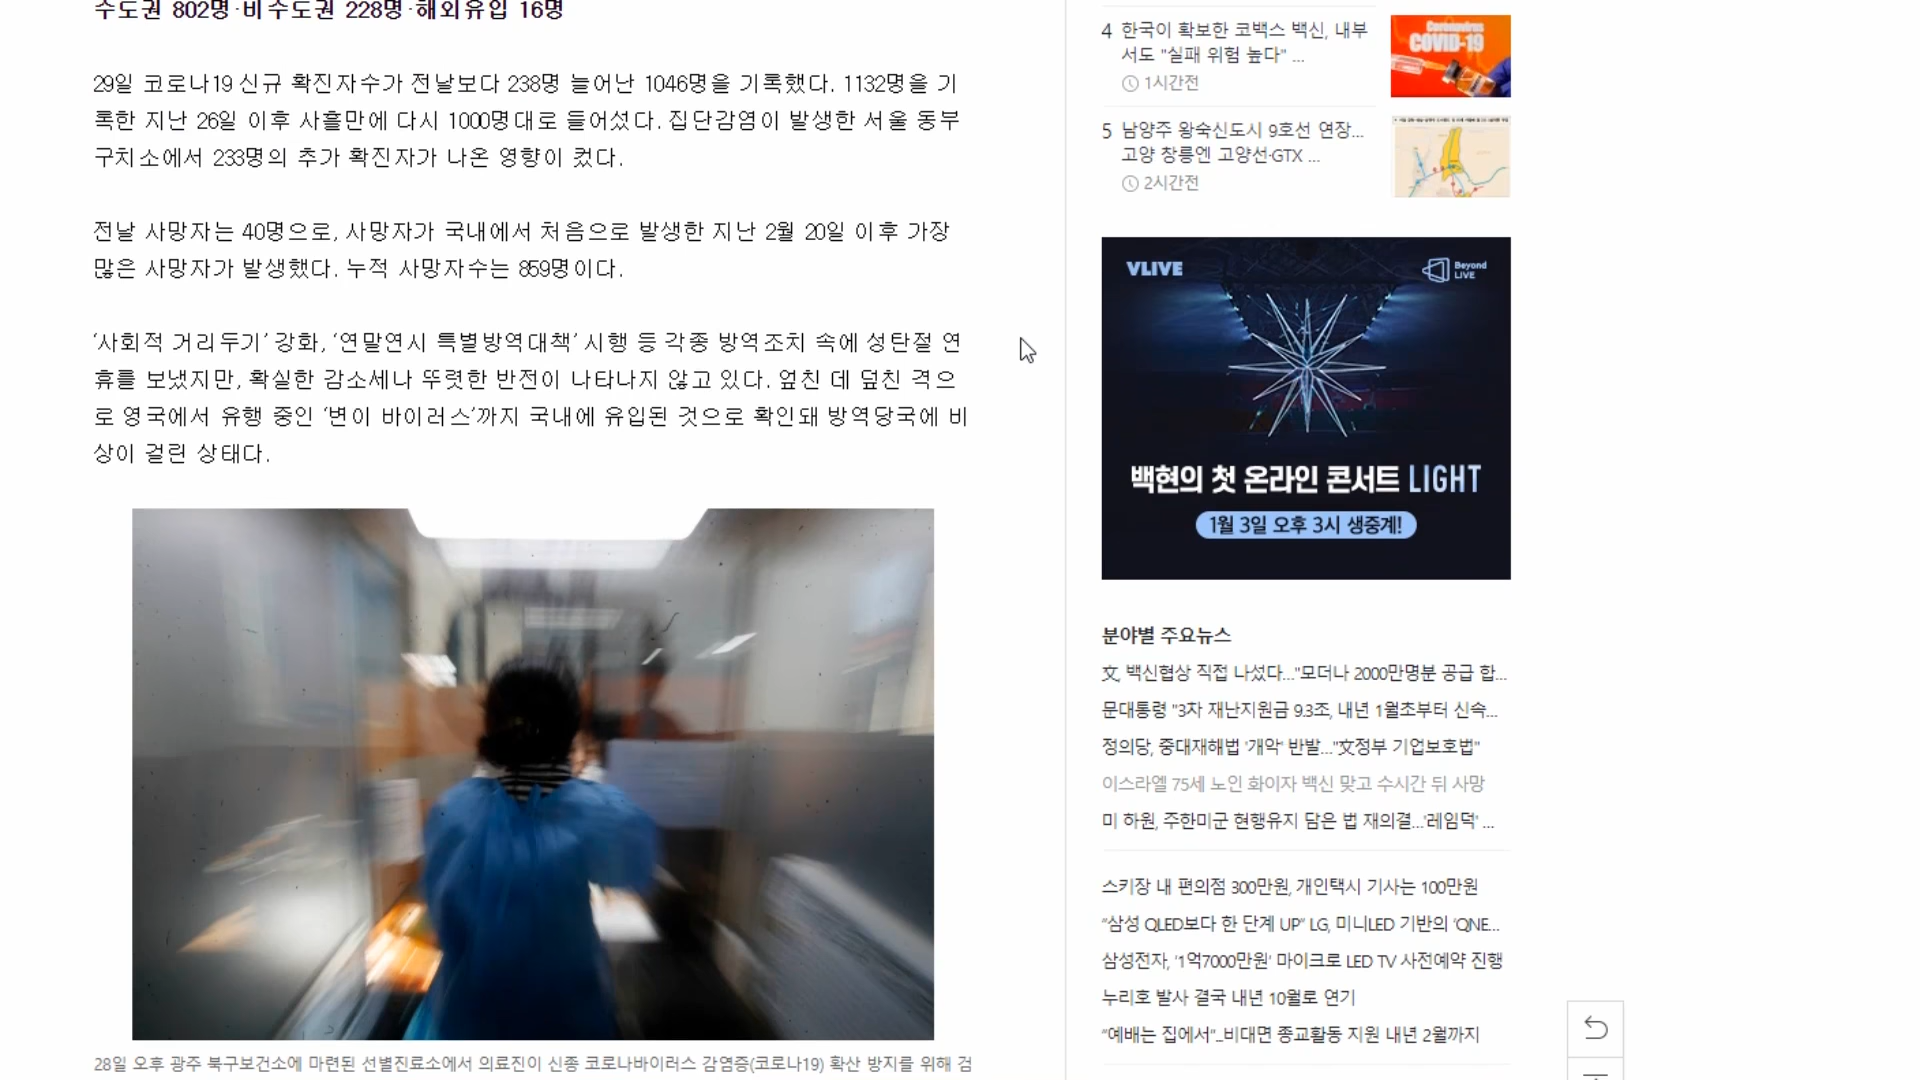 수도권 802명·비수도권 228명·해외유입 16명
29일 코로나19 신규 확진자수가 전날보다 238명 늘어난 1046명을 기록했다. 1132명을 기
록한 지난 26일 이후 사흘만에 다시 1000명대로 들어섰다. 집단감염이 발생한 서울 동부
구치소에서 233명의 추가 확진자가 나온 영향이 컸다.
전날 사망자는 40명으로, 사망자가 국내에서 처음으로 발생한 지난 2월 20일 이후 가장
많은 사망자가 발생했다. 누적 사망자수는 859명이다.
‘사회적 거리두기’ 강화, ‘연말연시 특별방역대책’ 시행 등 각종 방역조치 속에 성탄절 연
휴를 보냈지만, 확실한 감소세나 뚜렷한 반전이 나타나지 않고 있다. 엎친 데 덮친 격으
로 영국에서 유행 중인 ‘변이 바이러스’까지 국내에 유입된 것으로 확인돼 방역당국에 비
상이 걸린 상태다.
28일 오후 광주 북구보건소에 마련된 선별진료소에서 의료진이 신종 코로나바이러스 감염증(코로나19) 확산 방지를 위해 검
4 한국이 확보한 코백스 백신, 내부
서도 "실패 위험 높다" ...
1시간전
Coronavirus
COVID-19
5 남양주 왕숙신도시 9호선 연장...
고양 창릉엔 고양선·GTX ...
2시간전
VLIVE
Beyond
LIVE
백현의 첫 온라인 콘서트 LIGHT
1월 3일 오후 3시 생중계!
분야별 주요뉴스
文, 백신협상 직접 나섰다..."모더나 2000만명분 공급 합...
문대통령 "3차 재난지원금 9.3조, 내년 1월초부터 신속...
정의당, 중대재해법 '개악' 반발..."文정부 기업보호법"
이스라엘 75세 노인 화이자 백신 맞고 수시간 뒤 사망
미 하원, 주한미군 현행유지 담은 법 재의결...'레임덕' ...
스키장 내 편의점 300만원, 개인택시 기사는 100만원
“삼성 QLED보다 한 단계 UP” LG, 미니LED 기반의 ‘QNE...
삼성전자, '1억7000만원' 마이크로 LED TV 사전예약 진행
누리호 발사 결국 내년 10월로 연기
“예배는 집에서”…비대면 종교활동 지원 내년 2월까지